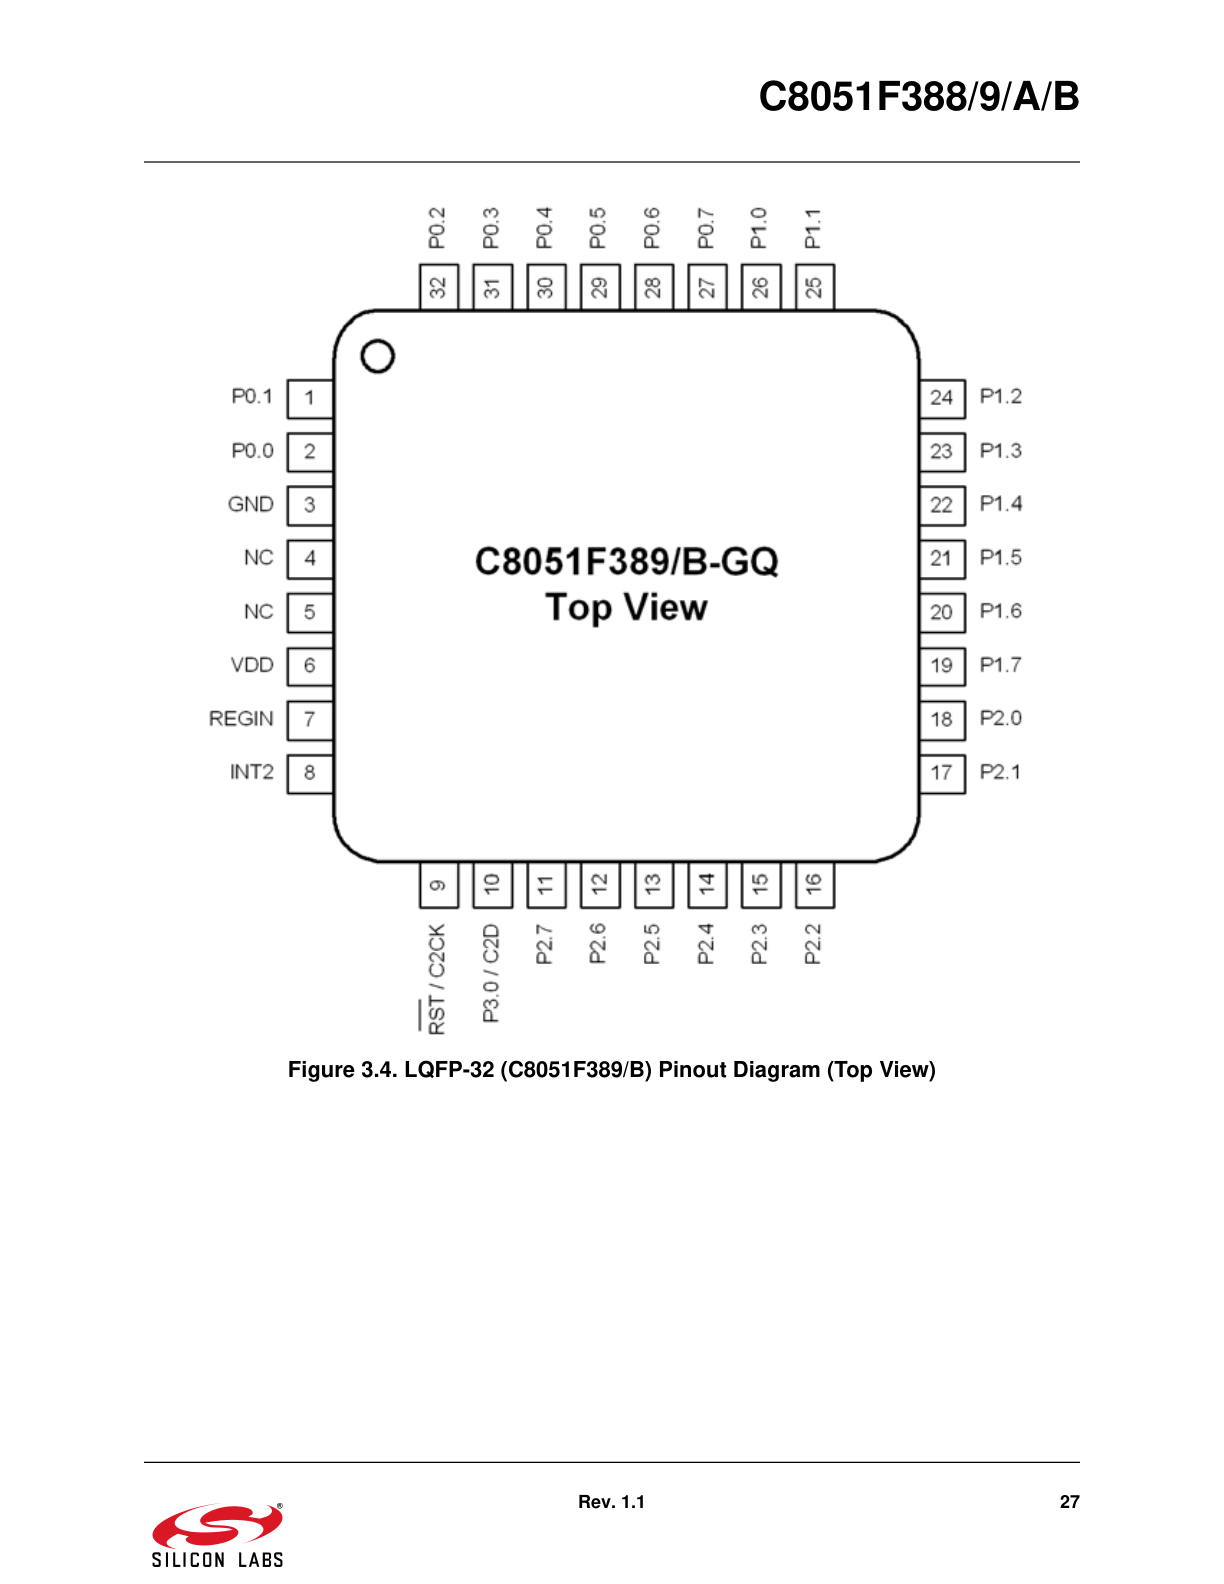 C8051F388/9/A/B
P0.2 P0.3 P0.4 P0.5 P0.6 P0.7 P1.0 P1.1
32 31 30 29 28 27 26 25
P0.1 1 24 P1.2
P0.0 2 23 P1.3
GND 3 22 P1.4
NC 4 21 P1.5
NC 5 20 P1.6
VDD 6 19 P1.7
REGIN 7 18 P2.0
INT2 8 17 P2.1
C8051F389/B-GQ
Top View
9 10 11 12 13 14 15 16
RST / C2CK P3.0 / C2D P2.7 P2.6 P2.5 P2.4 P2.3 P2.2
Figure 3.4. LQFP-32 (C8051F389/B) Pinout Diagram (Top View)
Rev. 1.1 27
®
SILICON LABS